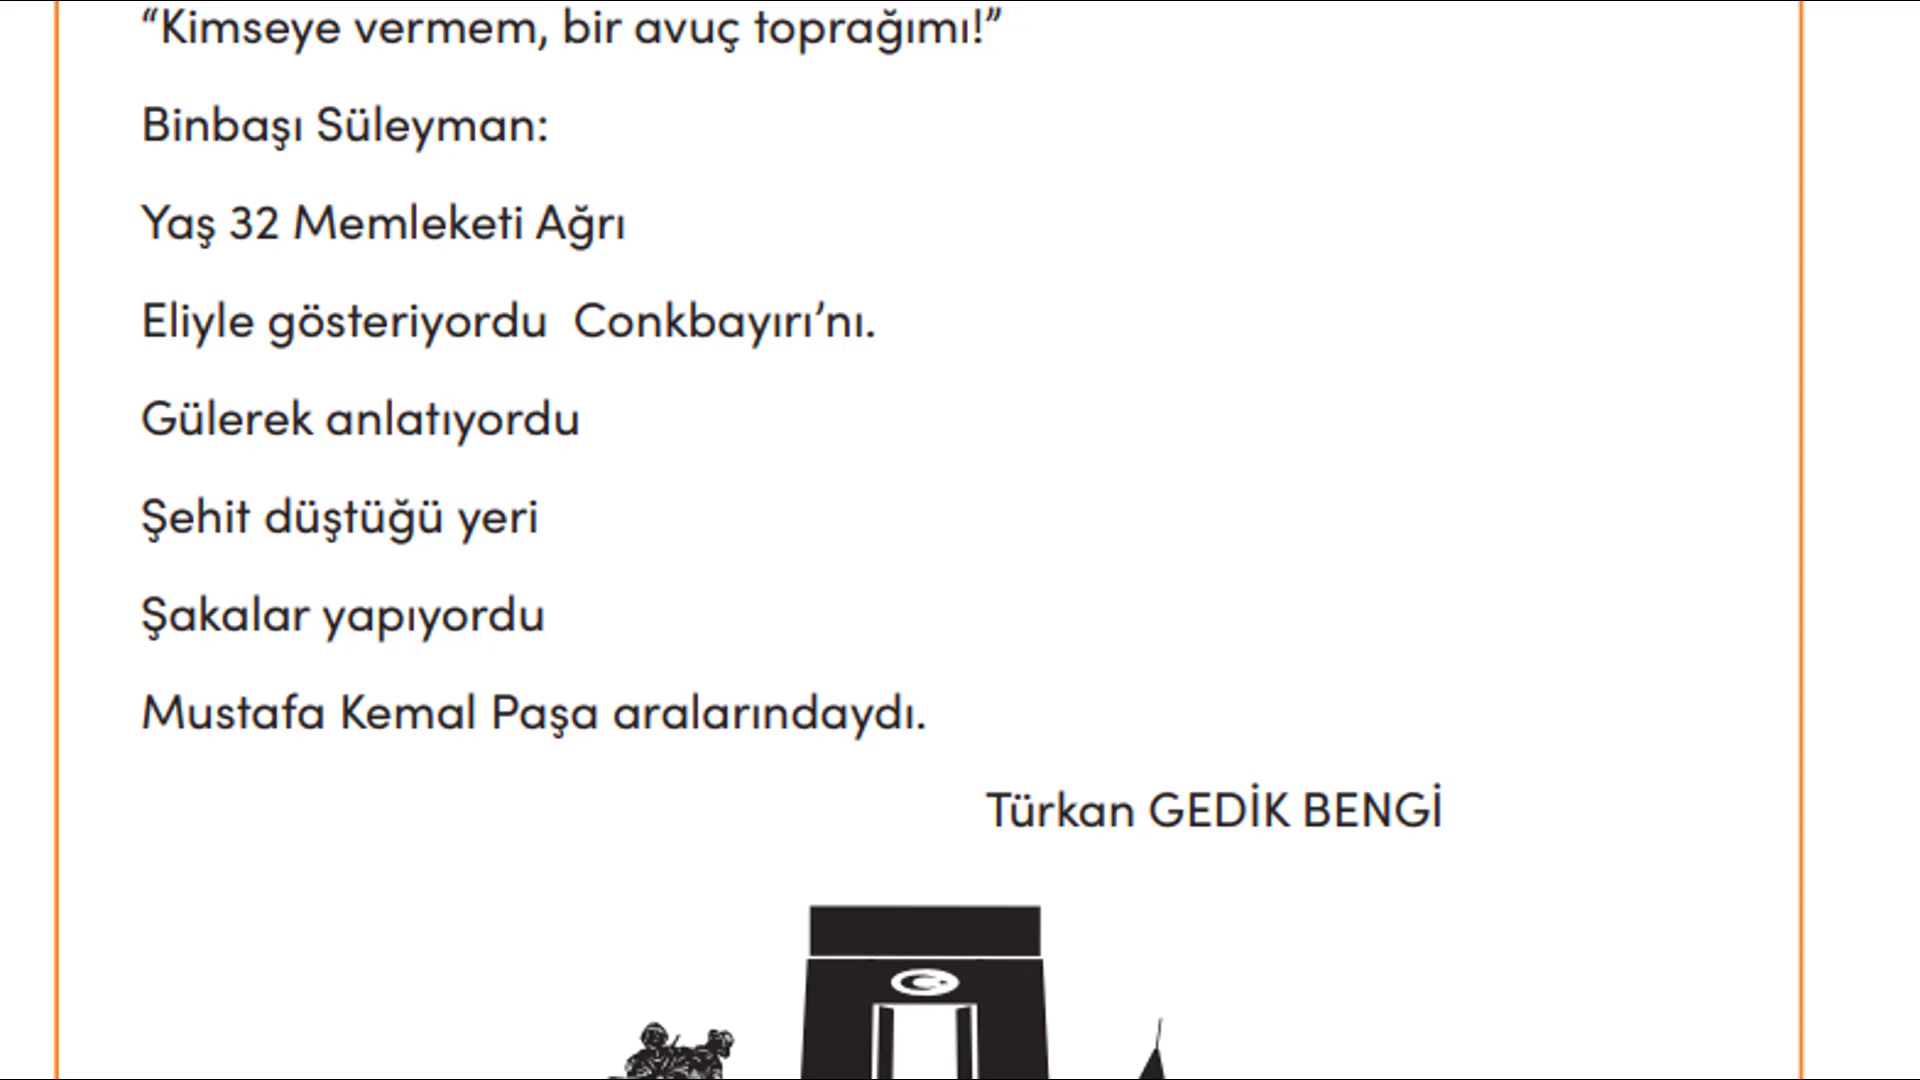 “Kimseye vermem, bir avuç toprağımı!”
Binbaşı Süleyman:
Yaş 32 Memleketi Ağrı
Eliyle gösteriyordu  Conkbayırı’nı.
Gülerek anlatıyordu
Şehit düştüğü yeri
Şakalar yapıyordu
Mustafa Kemal Paşa aralarındaydı.
Türkan GEDİK BENGİ